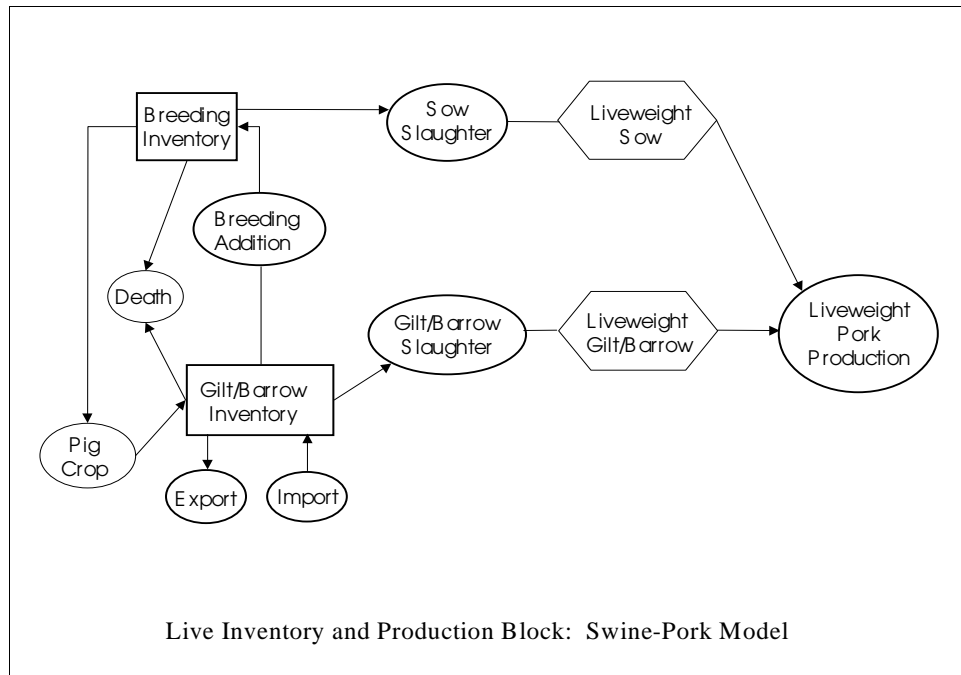 Breeding
Inventory
Sow
Slaughter
Liveweight
Sow
Breeding
Addition
Death
Gilt/Barrow
Slaughter
Liveweight
Gilt/Barrow
Liveweight
Pork
Production
Gilt/Barrow
Inventory
Pig
Crop
Export
Import
Live Inventory and Production Block: Swine-Pork Model